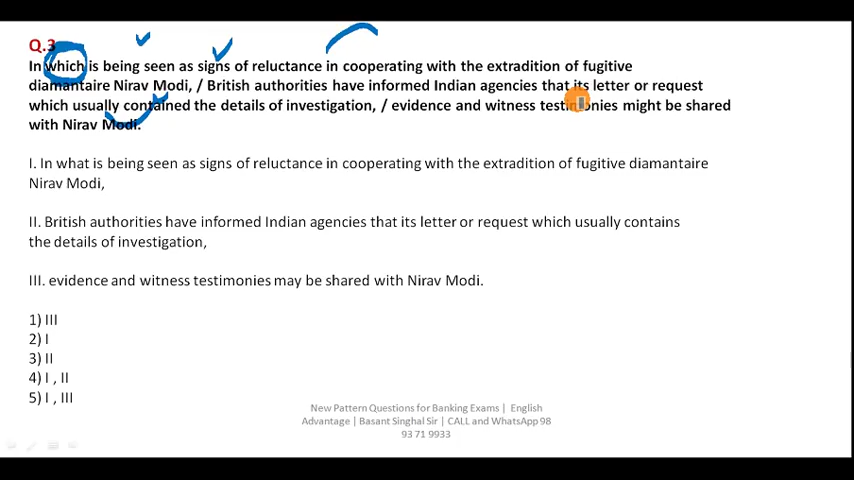 Q.3
In which is being seen as signs of reluctance in cooperating with the extradition of fugitive
diamantaire Nirav Modi, / British authorities have informed Indian agencies that its letter or request
which usually contained the details of investigation, / evidence and witness testimonies might be shared
with Nirav Modi.
I. In what is being seen as signs of reluctance in cooperating with the extradition of fugitive diamantaire
Nirav Modi,
II. British authorities have informed Indian agencies that its letter or request which usually contains
the details of investigation,
III. evidence and witness testimonies may be shared with Nirav Modi.
1) III
2) I
3) II
4) I , II
5) I , III
New Pattern Questions for Banking Exams | English
Advantage | Basant Singhal Sir | CALL and WhatsApp 98
93 71 9933